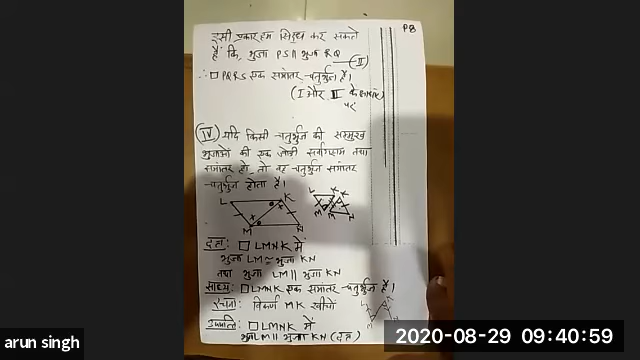 P8
इसी प्रकार हम सिद्ध कर सकते
हैं कि, भुजा PS || भुजा RQ
—(II)
∴ □ PQRS एक समांतर चतुर्भुज है।
(I और II के
(IV) यदि किसी चतुर्भुज की सम्मुख
भुजाओं की एक जोड़ी सर्वांगसम तथा
समांतर हो, तो वह चतुर्भुज समांतर
चतुर्भुज होता है।
L K
M N
L K K
M M N
दत्त: □ LMNK में
भुजा LM ≅ भुजा KN
तथा भुजा LM || भुजा KN
साध्य: □ LMNK एक समांतर चतुर्भुज है।
रचना: विकर्ण MK खींचों
उपपत्ति: □ LMNK में
भुजा LM || भुजा KN (दत्त)
arun singh
2020-08-29 09:40:59